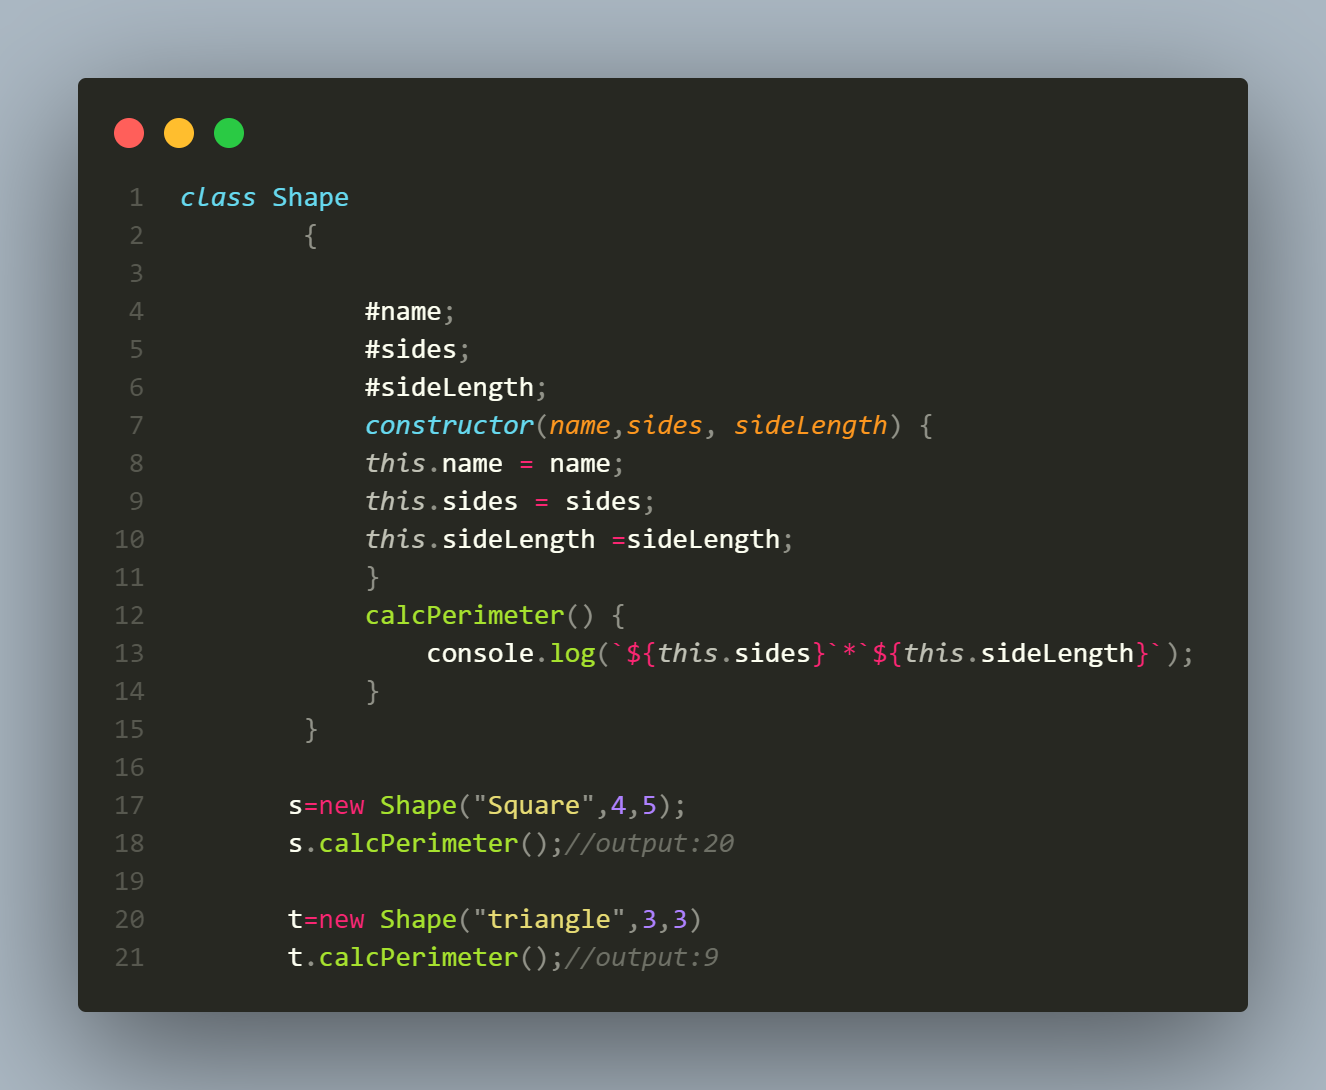 1 class Shape
2 {
3
4 #name;
5 #sides;
6 #sideLength;
7 constructor(name,sides, sideLength) {
8 this.name = name;
9 this.sides = sides;
10 this.sideLength =sideLength;
11 }
12 calcPerimeter() {
13 console.log(`${this.sides}`*`${this.sideLength}`);
14 }
15 }
16
17 s=new Shape("Square",4,5);
18 s.calcPerimeter();//output:20
19
20 t=new Shape("triangle",3,3)
21 t.calcPerimeter();//output:9